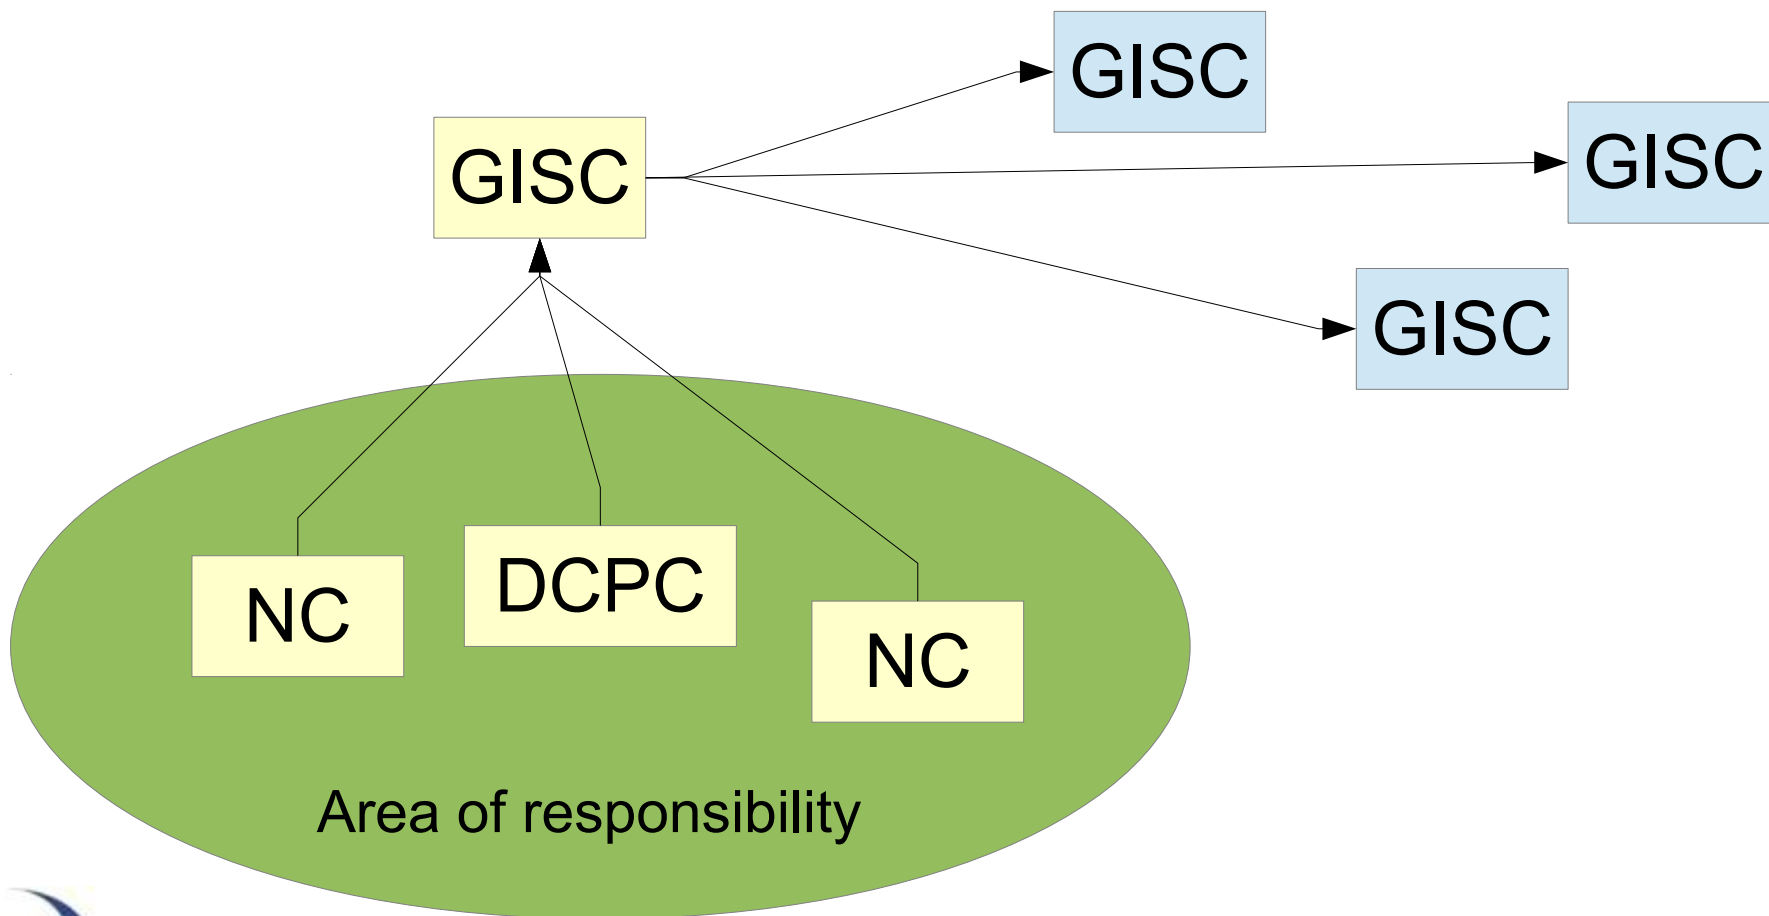 GISC
GISC
GISC
GISC
NC
DCPC
NC
Area of responsibility